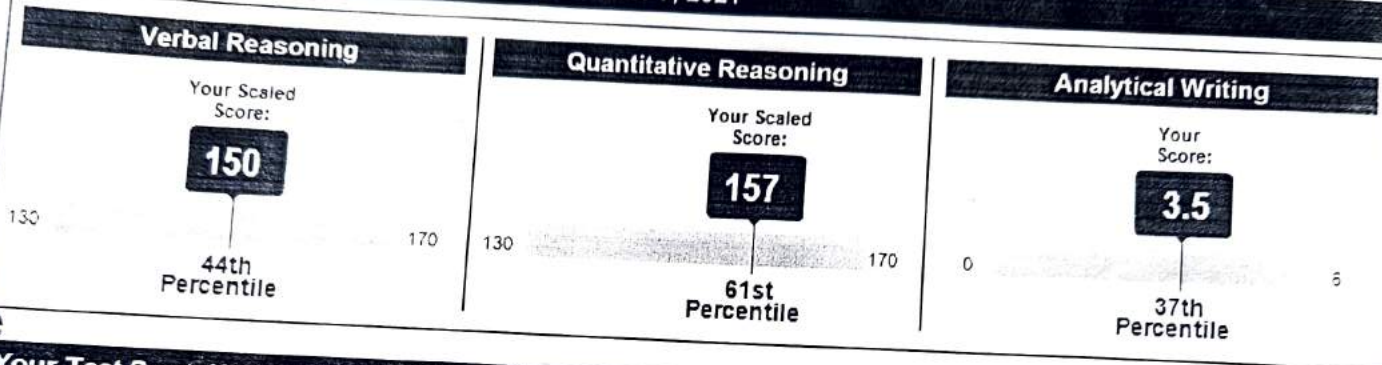 2021
Verbal Reasoning
Your Scaled
Score:
150
130
170
44th
Percentile
Quantitative Reasoning
Your Scaled
Score:
157
130
170
61st
Percentile
Analytical Writing
Your
Score:
3.5
0
6
37th
Percentile
Your Test